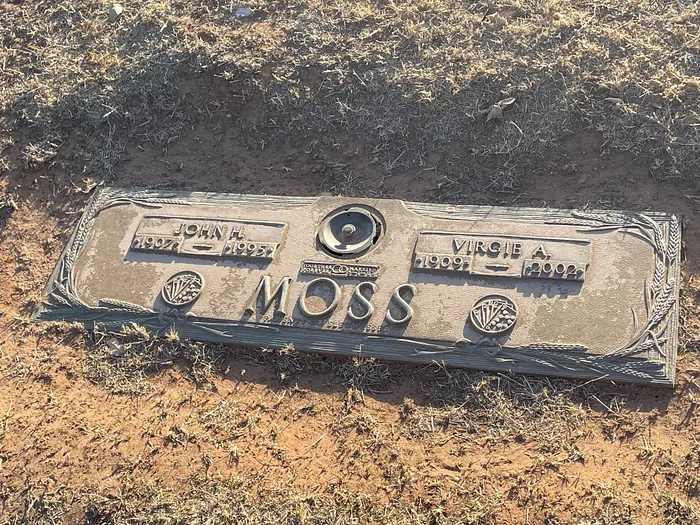 JOHN H.
1907 1995
VIRGIE A.
1909 2002
MOSS